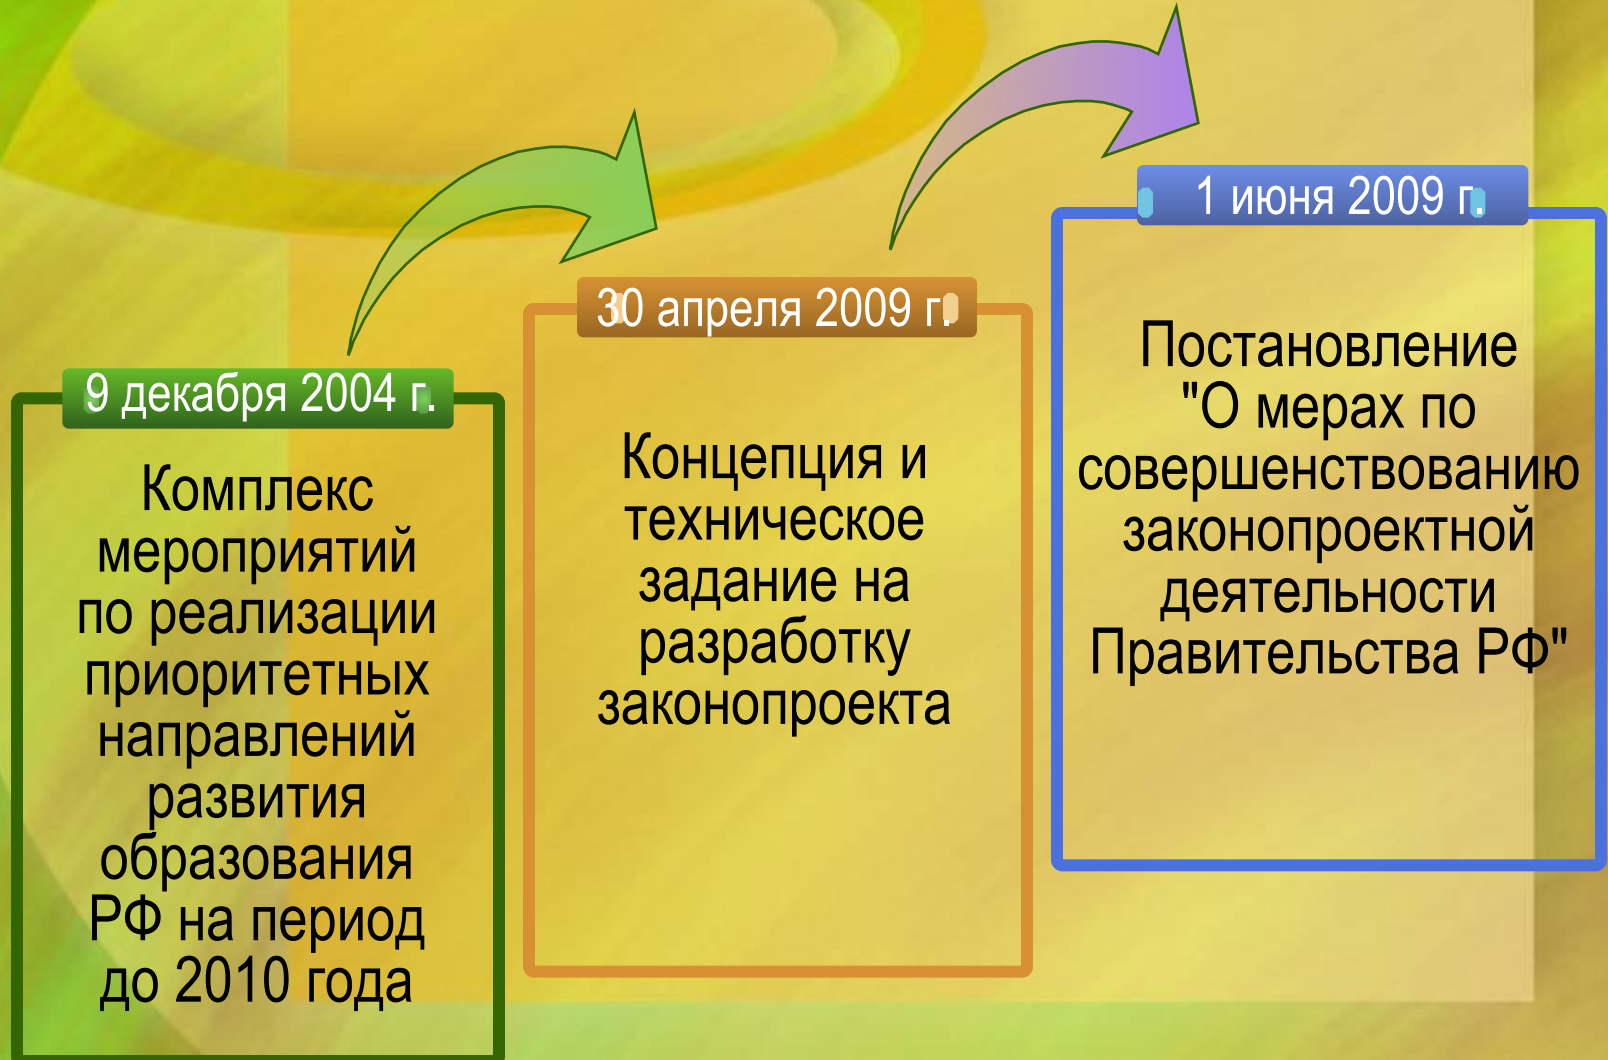 9 декабря 2004 г.
Комплекс
мероприятий
по реализации
приоритетных
направлений
развития
образования
РФ на период
до 2010 года
30 апреля 2009 г.
Концепция и
техническое
задание на
разработку
законопроекта
1 июня 2009 г.
Постановление
"О мерах по
совершенствованию
законопроектной
деятельности
Правительства РФ"